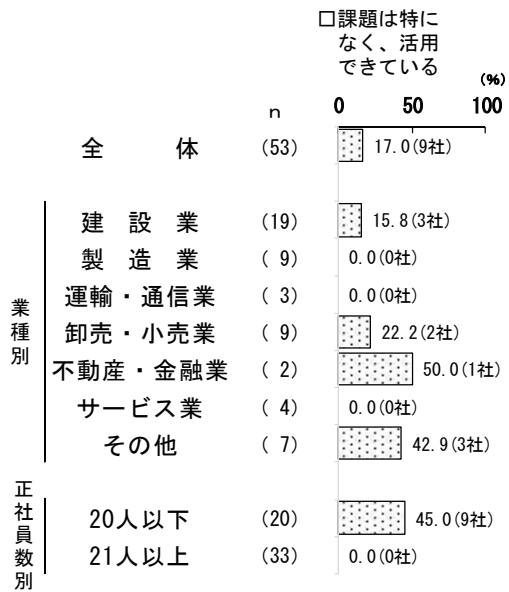 □課題は特に
なく、活用
できている
(%)
n 0 50 100
全体 (53) 17.0(9社)
業種別
建設業 (19) 15.8(3社)
製造業 ( 9) 0.0(0社)
運輸・通信業 ( 3) 0.0(0社)
卸売・小売業 ( 9) 22.2(2社)
不動産・金融業 ( 2) 50.0(1社)
サービス業 ( 4) 0.0(0社)
その他 ( 7) 42.9(3社)
正社員数別
20人以下 (20) 45.0(9社)
21人以上 (33) 0.0(0社)